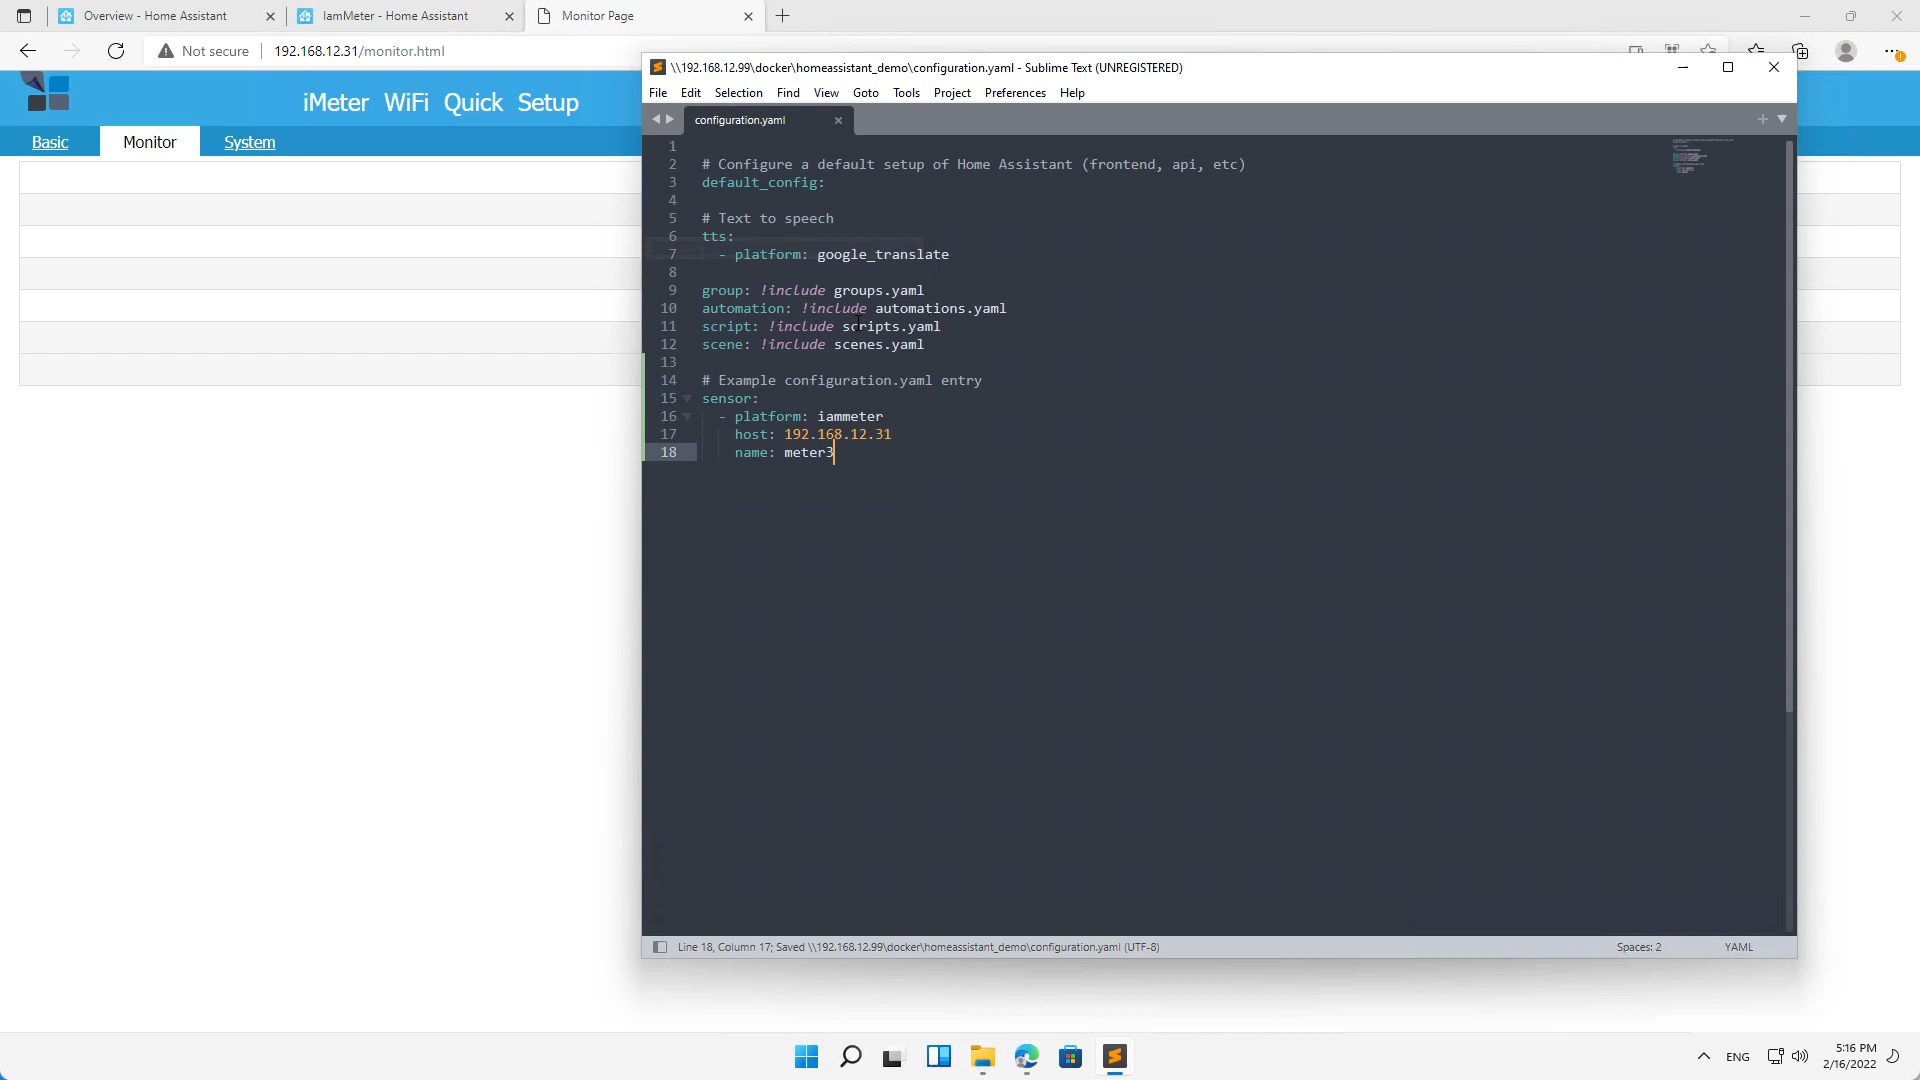 Overview - Home Assistant
IamMeter - Home Assistant
Monitor Page
Not secure
192.168.12.31/monitor.html
iMeter WiFi Quick Setup
Basic
Monitor
System
\\192.168.12.99\docker\homeassistant_demo\configuration.yaml - Sublime Text (UNREGISTERED)
File Edit Selection Find View Goto Tools Project Preferences Help
configuration.yaml
1
2 # Configure a default setup of Home Assistant (frontend, api, etc)
3 default_config:
4
5 # Text to speech
6 tts:
7 - platform: google_translate
8
9 group: !include groups.yaml
10 automation: !include automations.yaml
11 script: !include scripts.yaml
12 scene: !include scenes.yaml
13
14 # Example configuration.yaml entry
15 sensor:
16 - platform: iammeter
17 host: 192.168.12.31
18 name: meter3
Line 18, Column 17; Saved \\192.168.12.99\docker\homeassistant_demo\configuration.yaml (UTF-8)
Spaces: 2
YAML
ENG
5:16 PM
2/16/2022